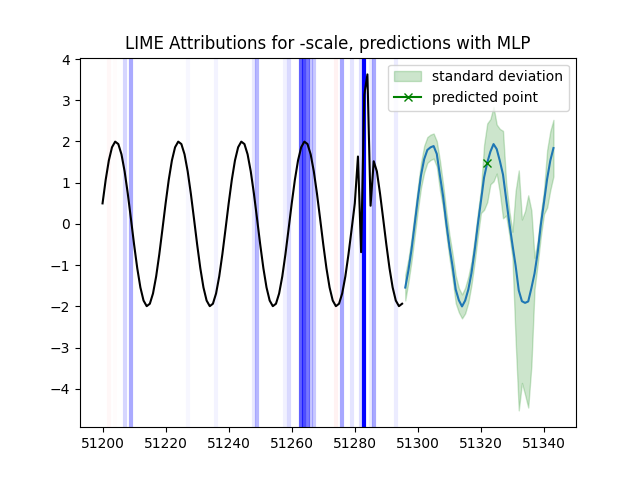 LIME Attributions for -scale, predictions with MLP
standard deviation
predicted point
4
3
2
1
0
−1
−2
−3
−4
51200 51220 51240 51260 51280 51300 51320 51340